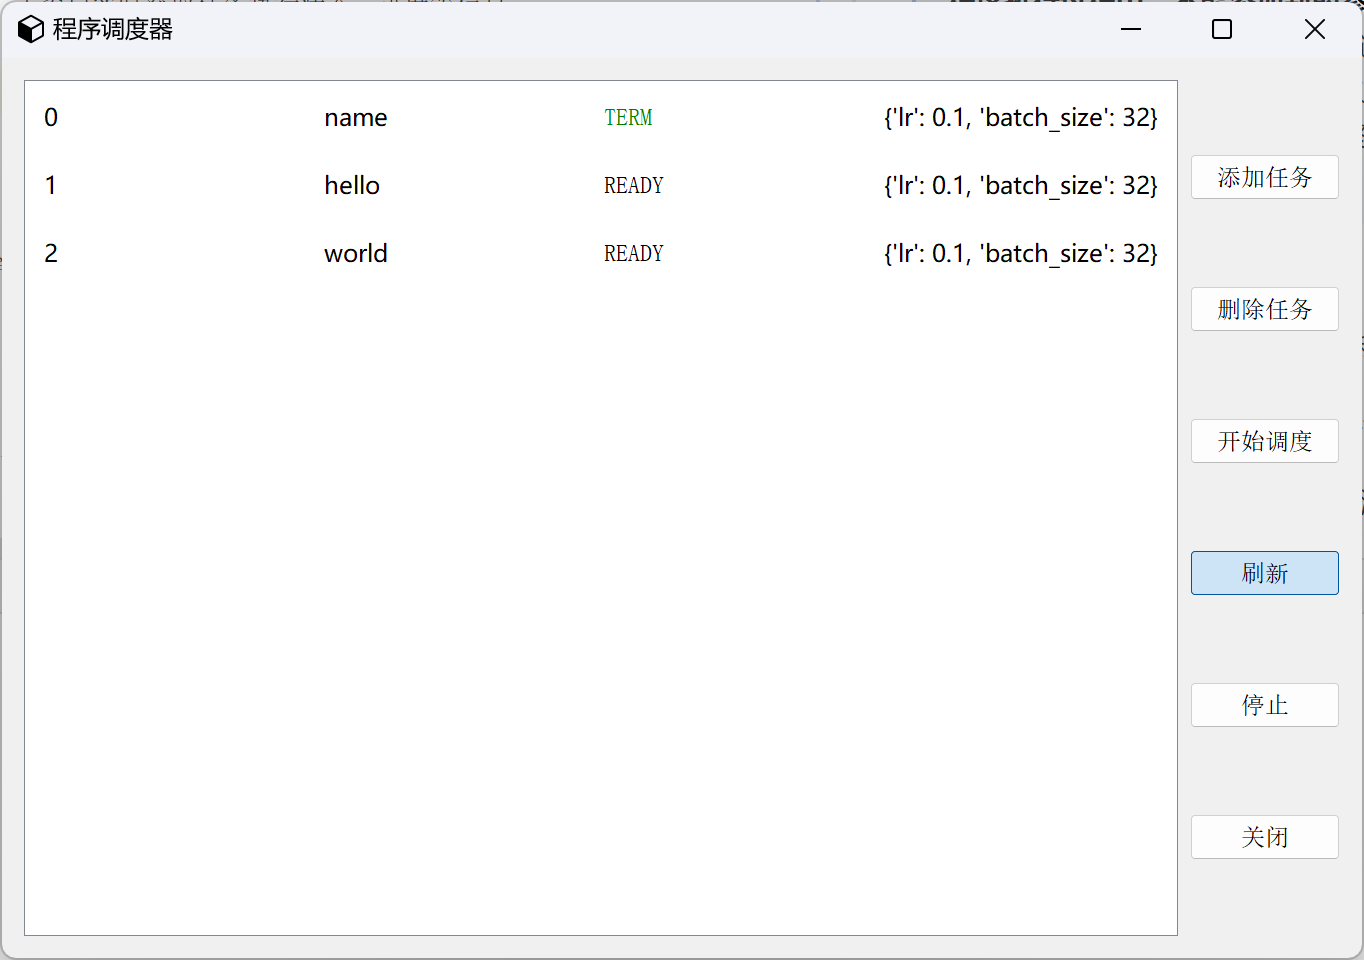 程序调度器
0 name TERM {'lr': 0.1, 'batch_size': 32}
1 hello READY {'lr': 0.1, 'batch_size': 32}
2 world READY {'lr': 0.1, 'batch_size': 32}
添加任务
删除任务
开始调度
刷新
停止
关闭